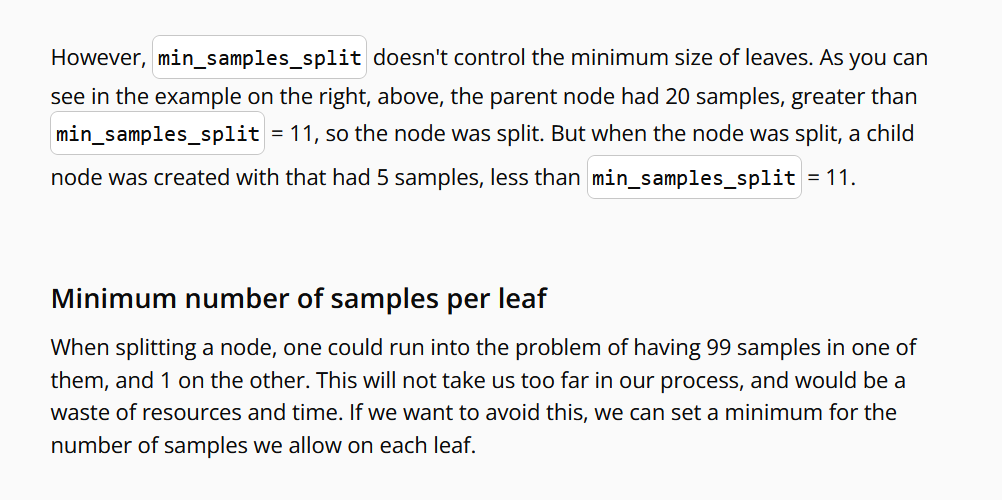 However, min_samples_split doesn't control the minimum size of leaves. As you can
see in the example on the right, above, the parent node had 20 samples, greater than
min_samples_split = 11, so the node was split. But when the node was split, a child
node was created with that had 5 samples, less than min_samples_split = 11.
Minimum number of samples per leaf
When splitting a node, one could run into the problem of having 99 samples in one of
them, and 1 on the other. This will not take us too far in our process, and would be a
waste of resources and time. If we want to avoid this, we can set a minimum for the
number of samples we allow on each leaf.